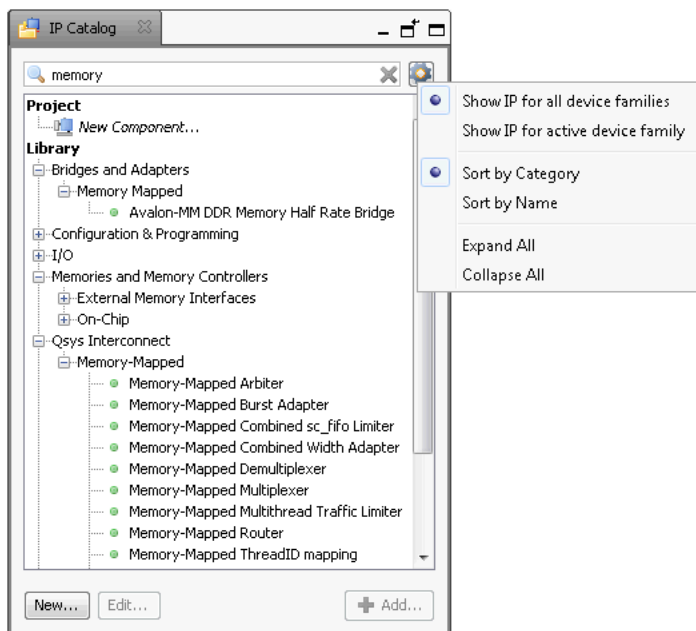 IP Catalog
memory
Project
New Component...
Library
Bridges and Adapters
Memory Mapped
Avalon-MM DDR Memory Half Rate Bridge
Configuration & Programming
I/O
Memories and Memory Controllers
External Memory Interfaces
On-Chip
Qsys Interconnect
Memory-Mapped
Memory-Mapped Arbiter
Memory-Mapped Burst Adapter
Memory-Mapped Combined sc_fifo Limiter
Memory-Mapped Combined Width Adapter
Memory-Mapped Demultiplexer
Memory-Mapped Multiplexer
Memory-Mapped Multithread Traffic Limiter
Memory-Mapped Router
Memory-Mapped ThreadID mapping
New... Edit... Add...
Show IP for all device families
Show IP for active device family
Sort by Category
Sort by Name
Expand All
Collapse All